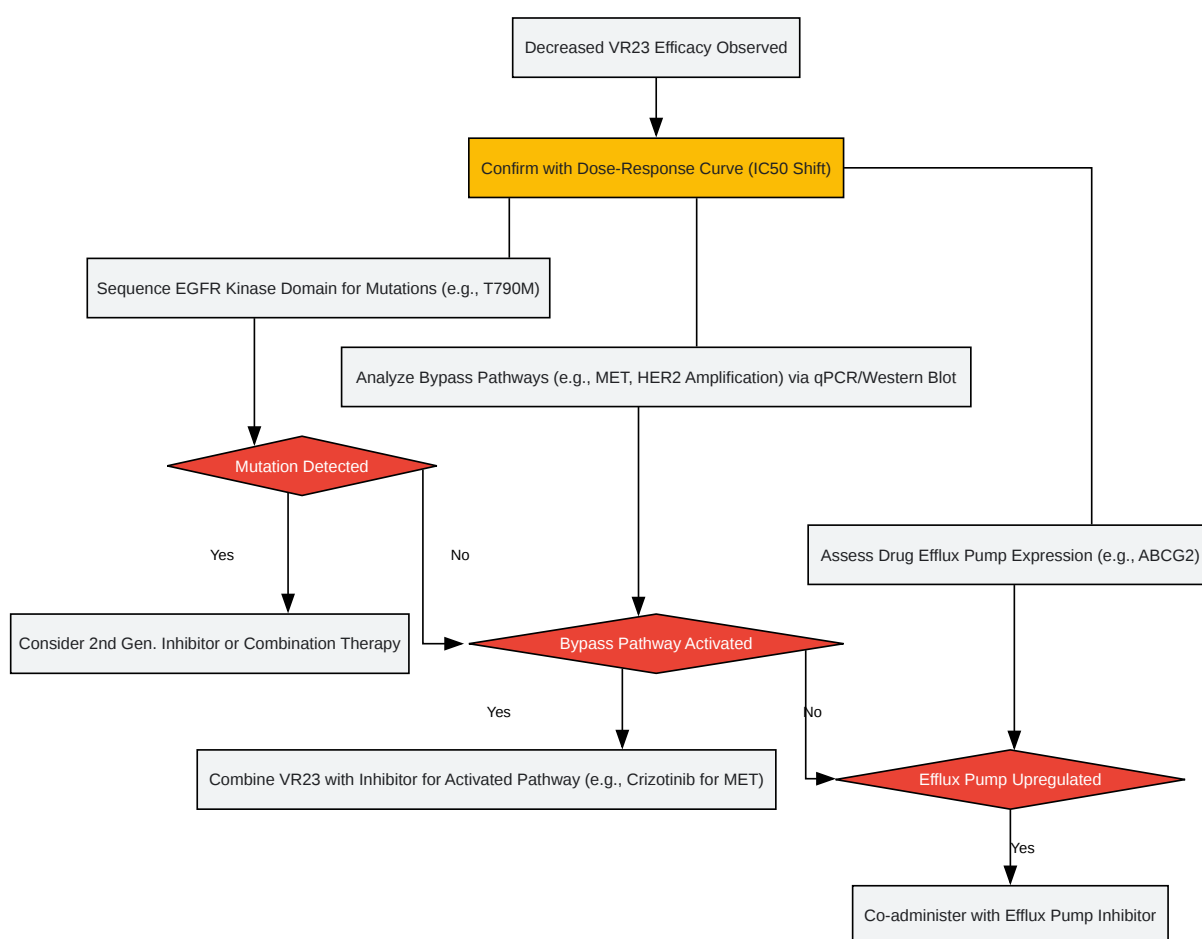 Decreased VR23 Efficacy Observed
Confirm with Dose-Response Curve (IC50 Shift)
Sequence EGFR Kinase Domain for Mutations (e.g., T790M)
Analyze Bypass Pathways (e.g., MET, HER2 Amplification) via qPCR/Western Blot
Mutation Detected
Yes
No
Assess Drug Efflux Pump Expression (e.g., ABCG2)
Consider 2nd Gen. Inhibitor or Combination Therapy
Bypass Pathway Activated
Yes
No
Combine VR23 with Inhibitor for Activated Pathway (e.g., Crizotinib for MET)
Efflux Pump Upregulated
Yes
Co-administer with Efflux Pump Inhibitor